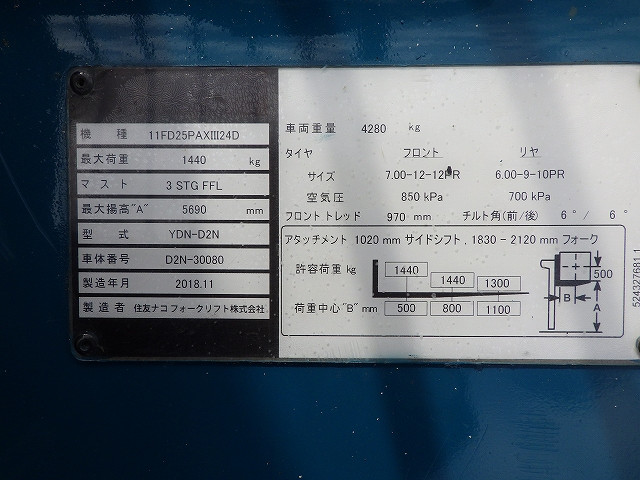 機 種 11FD25PAXⅢ24D
最大荷重 1440 kg
マスト 3 STG FFL
最大揚高"A" 5690 mm
型 式 YDN-D2N
車体番号 D2N-30080
製造年月 2018.11
製造者 住友ナコ フォークリフト株式会社
車両重量 4280 kg
タイヤ フロント リヤ
サイズ 7.00-12-12PR 6.00-9-10PR
空気圧 850 kPa 700 kPa
フロントトレッド 970 mm チルト角(前/後) 6 ° / 6 °
アタッチメント 1020 mm サイドシフト, 1830 - 2120 mm フォーク
許容荷重 kg 1440 1440 1300
荷重中心"B" mm 500 800 1100
500
B
A
524327681.1